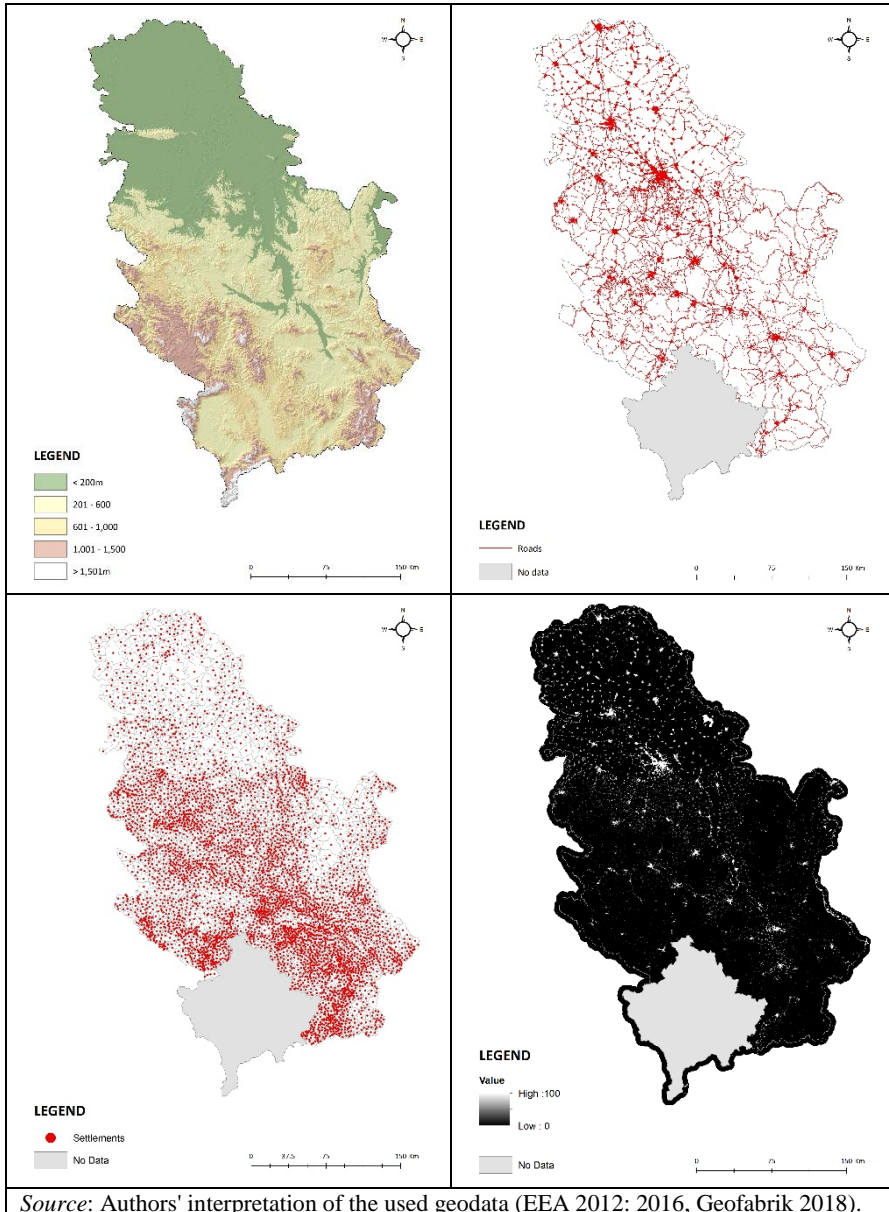 N
W E
S
LEGEND
< 200m
201 - 600
601 - 1,000
1,001 - 1,500
> 1,501m
0 75 150 Km
N
W E
S
LEGEND
Roads
No data
0 75 150 Km
N
W E
S
LEGEND
Settlements
No Data
0 37.5 75 150 Km
N
W E
S
LEGEND
Value
High :100
Low : 0
No Data
0 75 150 Km
Source: Authors' interpretation of the used geodata (EEA 2012: 2016, Geofabrik 2018).